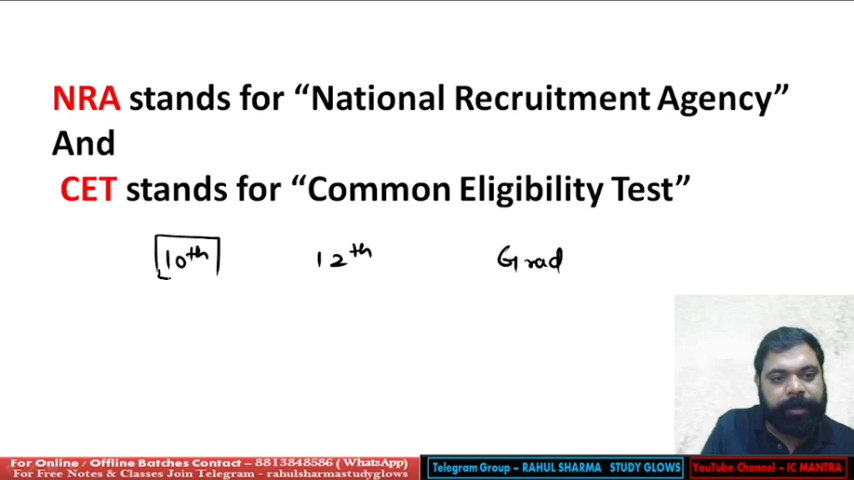 NRA stands for “National Recruitment Agency”
And
CET stands for “Common Eligibility Test”
10th 12th Grad
For Online / Offline Batches Contact – 8813848586 ( WhatsApp)
For Free Notes & Classes Join Telegram - rahulsharmastudyglows
Telegram Group – RAHUL SHARMA STUDY GLOWS
YouTube Channel – IC MANTRA